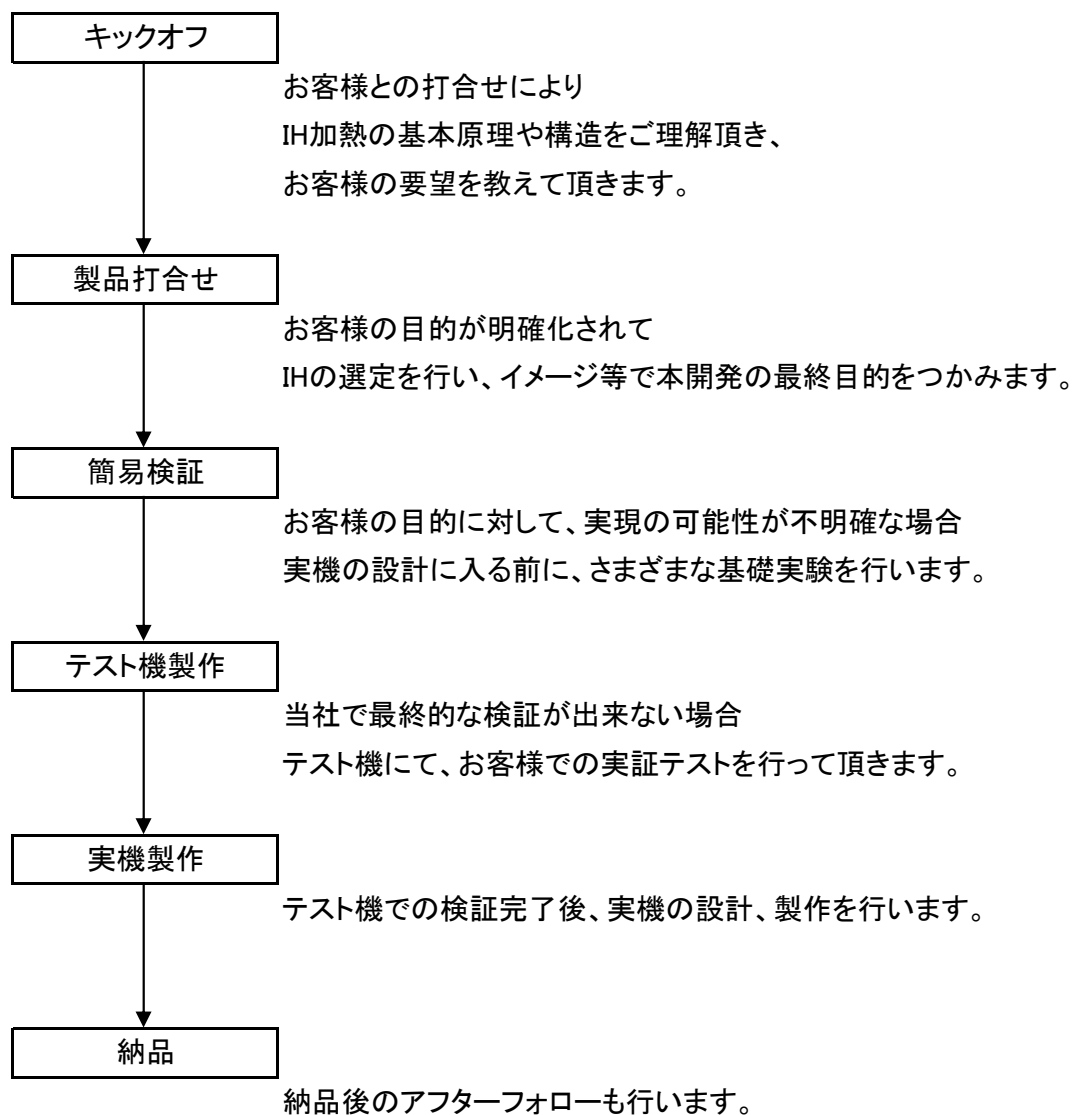 キックオフ
お客様との打合せにより
IH加熱の基本原理や構造をご理解頂き、
お客様の要望を教えて頂きます。
製品打合せ
お客様の目的が明確化されて
IHの選定を行い、イメージ等で本開発の最終目的をつかみます。
簡易検証
お客様の目的に対して、実現の可能性が不明確な場合
実機の設計に入る前に、さまざまな基礎実験を行います。
テスト機製作
当社で最終的な検証が出来ない場合
テスト機にて、お客様での実証テストを行って頂きます。
実機製作
テスト機での検証完了後、実機の設計、製作を行います。
納品
納品後のアフターフォローも行います。